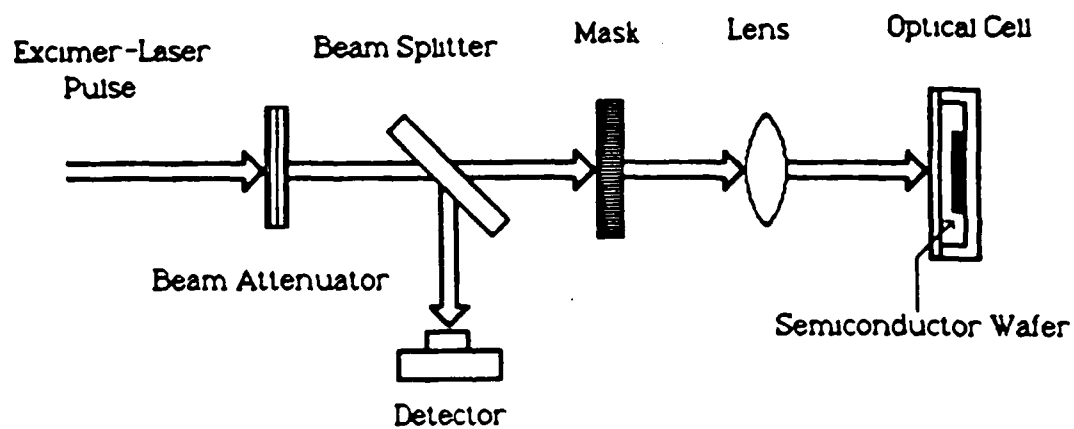 Excimer-Laser
Pulse
Beam Splitter
Mask
Lens
Optical Cell
Beam Attenuator
Semiconductor Wafer
Detector